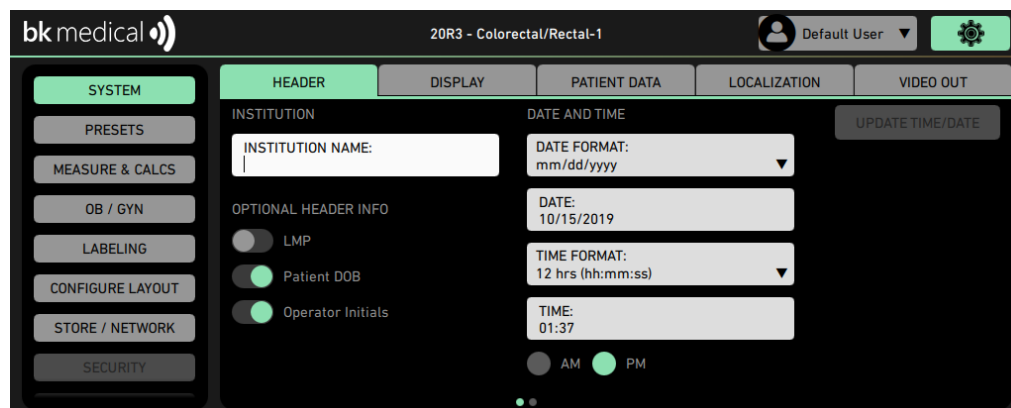 bk medical
20R3 - Colorectal/Rectal-1
Default User
SYSTEM
PRESETS
MEASURE & CALCS
OB / GYN
LABELING
CONFIGURE LAYOUT
STORE / NETWORK
SECURITY
HEADER
DISPLAY
PATIENT DATA
LOCALIZATION
VIDEO OUT
INSTITUTION
INSTITUTION NAME:
OPTIONAL HEADER INFO
LMP
Patient DOB
Operator Initials
DATE AND TIME
DATE FORMAT:
mm/dd/yyyy
DATE:
10/15/2019
TIME FORMAT:
12 hrs (hh:mm:ss)
TIME:
01:37
AM PM
UPDATE TIME/DATE